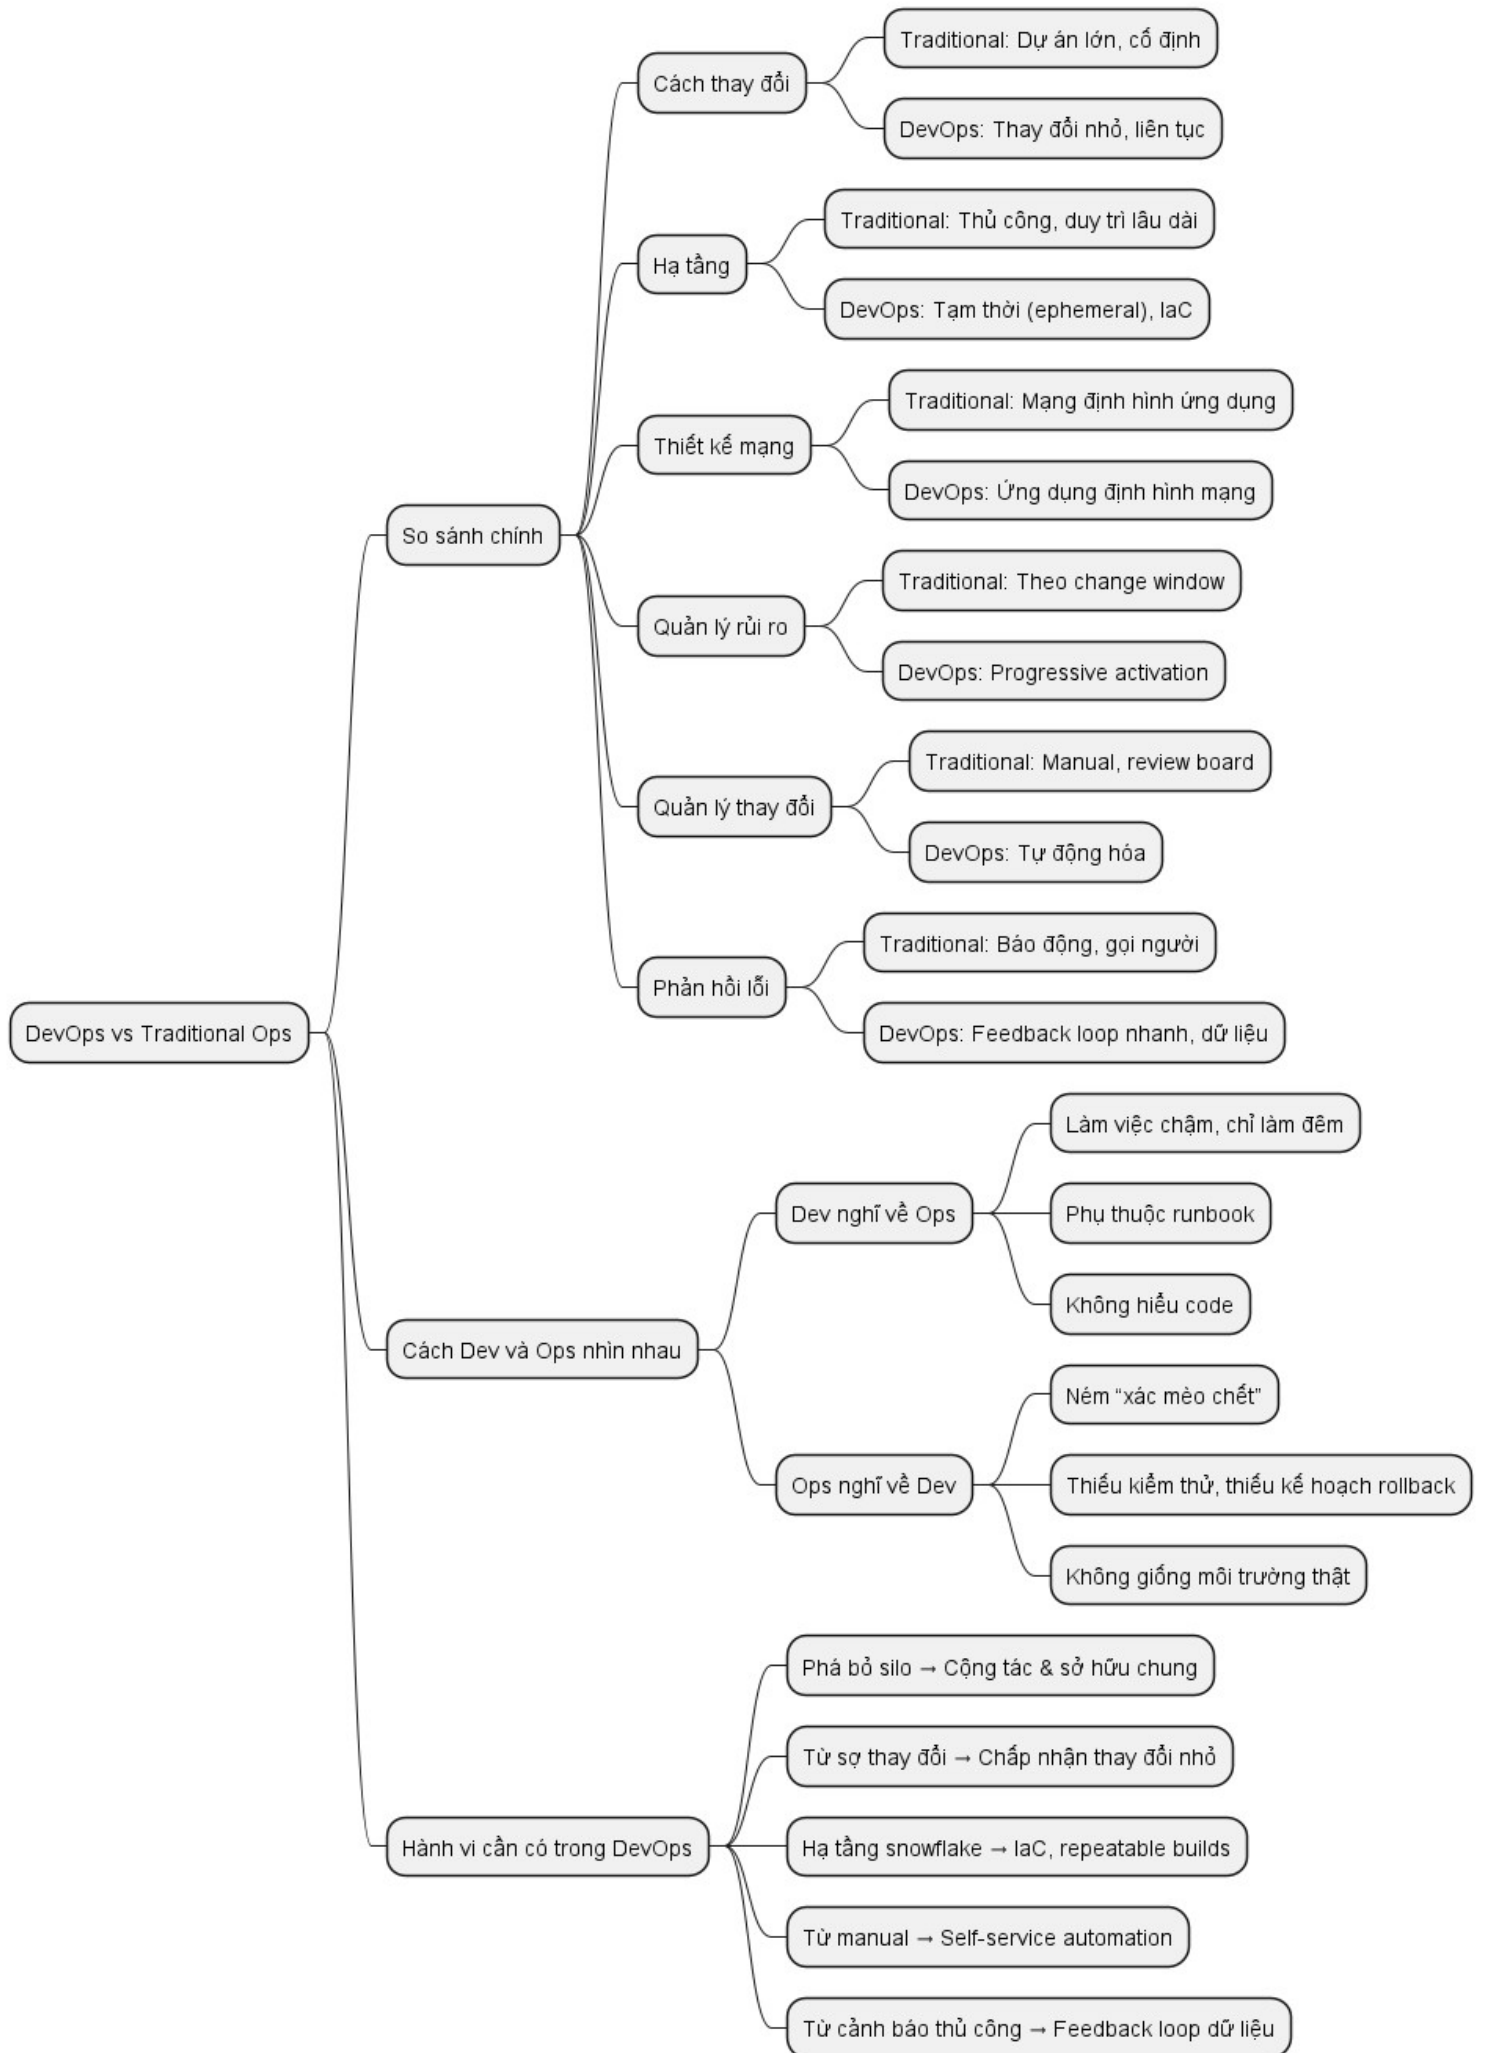 Traditional: Dự án lớn, cố định
Cách thay đổi
DevOps: Thay đổi nhỏ, liên tục
Traditional: Thủ công, duy trì lâu dài
Hạ tầng
DevOps: Tạm thời (ephemeral), IaC
Traditional: Mạng định hình ứng dụng
Thiết kế mạng
DevOps: Ứng dụng định hình mạng
So sánh chính
Traditional: Theo change window
Quản lý rủi ro
DevOps: Progressive activation
Traditional: Manual, review board
Quản lý thay đổi
DevOps: Tự động hóa
Traditional: Báo động, gọi người
Phản hồi lỗi
DevOps: Feedback loop nhanh, dữ liệu
DevOps vs Traditional Ops
Làm việc chậm, chỉ làm đêm
Dev nghĩ về Ops
Phụ thuộc runbook
Không hiểu code
Cách Dev và Ops nhìn nhau
Ném “xác mèo chết”
Ops nghĩ về Dev
Thiếu kiểm thử, thiếu kế hoạch rollback
Không giống môi trường thật
Phá bỏ silo → Cộng tác & sở hữu chung
Từ sợ thay đổi → Chấp nhận thay đổi nhỏ
Hành vi cần có trong DevOps
Hạ tầng snowflake → IaC, repeatable builds
Từ manual → Self-service automation
Từ cảnh báo thủ công → Feedback loop dữ liệu